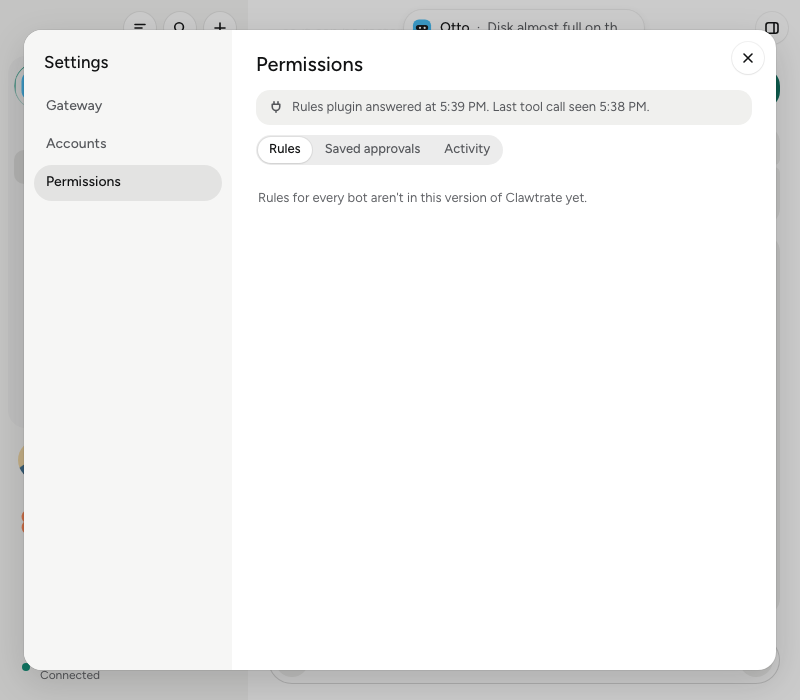 Otto · Disk almost full on th
Settings
Gateway
Accounts
Permissions
Permissions
Rules plugin answered at 5:39 PM. Last tool call seen 5:38 PM.
Rules Saved approvals Activity
Rules for every bot aren't in this version of Clawtrate yet.
Connected